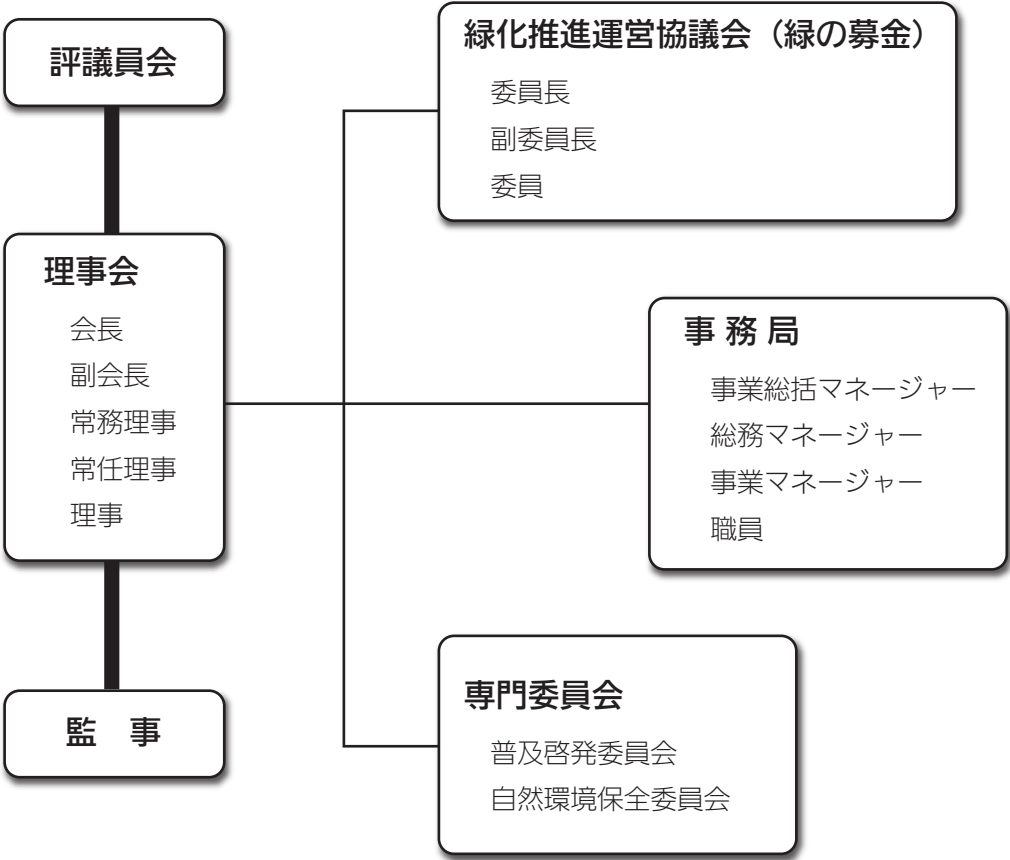 評議員会
理事会
会長
副会長
常務理事
常任理事
理事
監　事
緑化推進運営協議会（緑の募金）
委員長
副委員長
委員
事 務 局
事業総括マネージャー
総務マネージャー
事業マネージャー
職員
専門委員会
普及啓発委員会
自然環境保全委員会